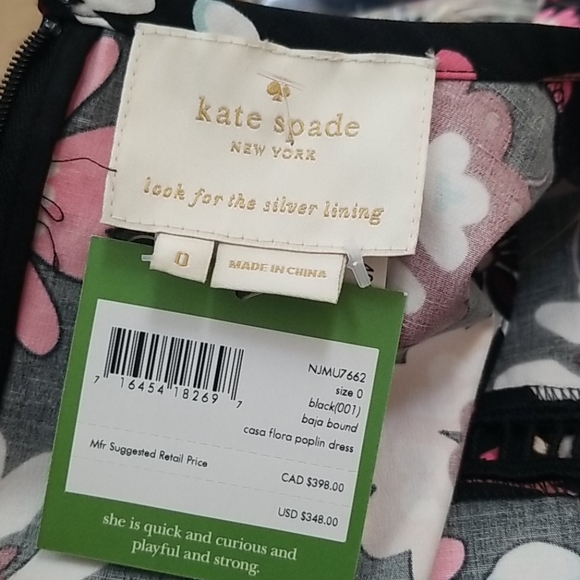 kate spade
NEW YORK
look for the silver lining
0
MADE IN CHINA
7 16454 18269 7
NJMU7662
size 0
black(001)
baja bound
casa flora poplin dress
Mfr Suggested Retail Price
CAD $398.00
USD $348.00
she is quick and curious and
playful and strong.